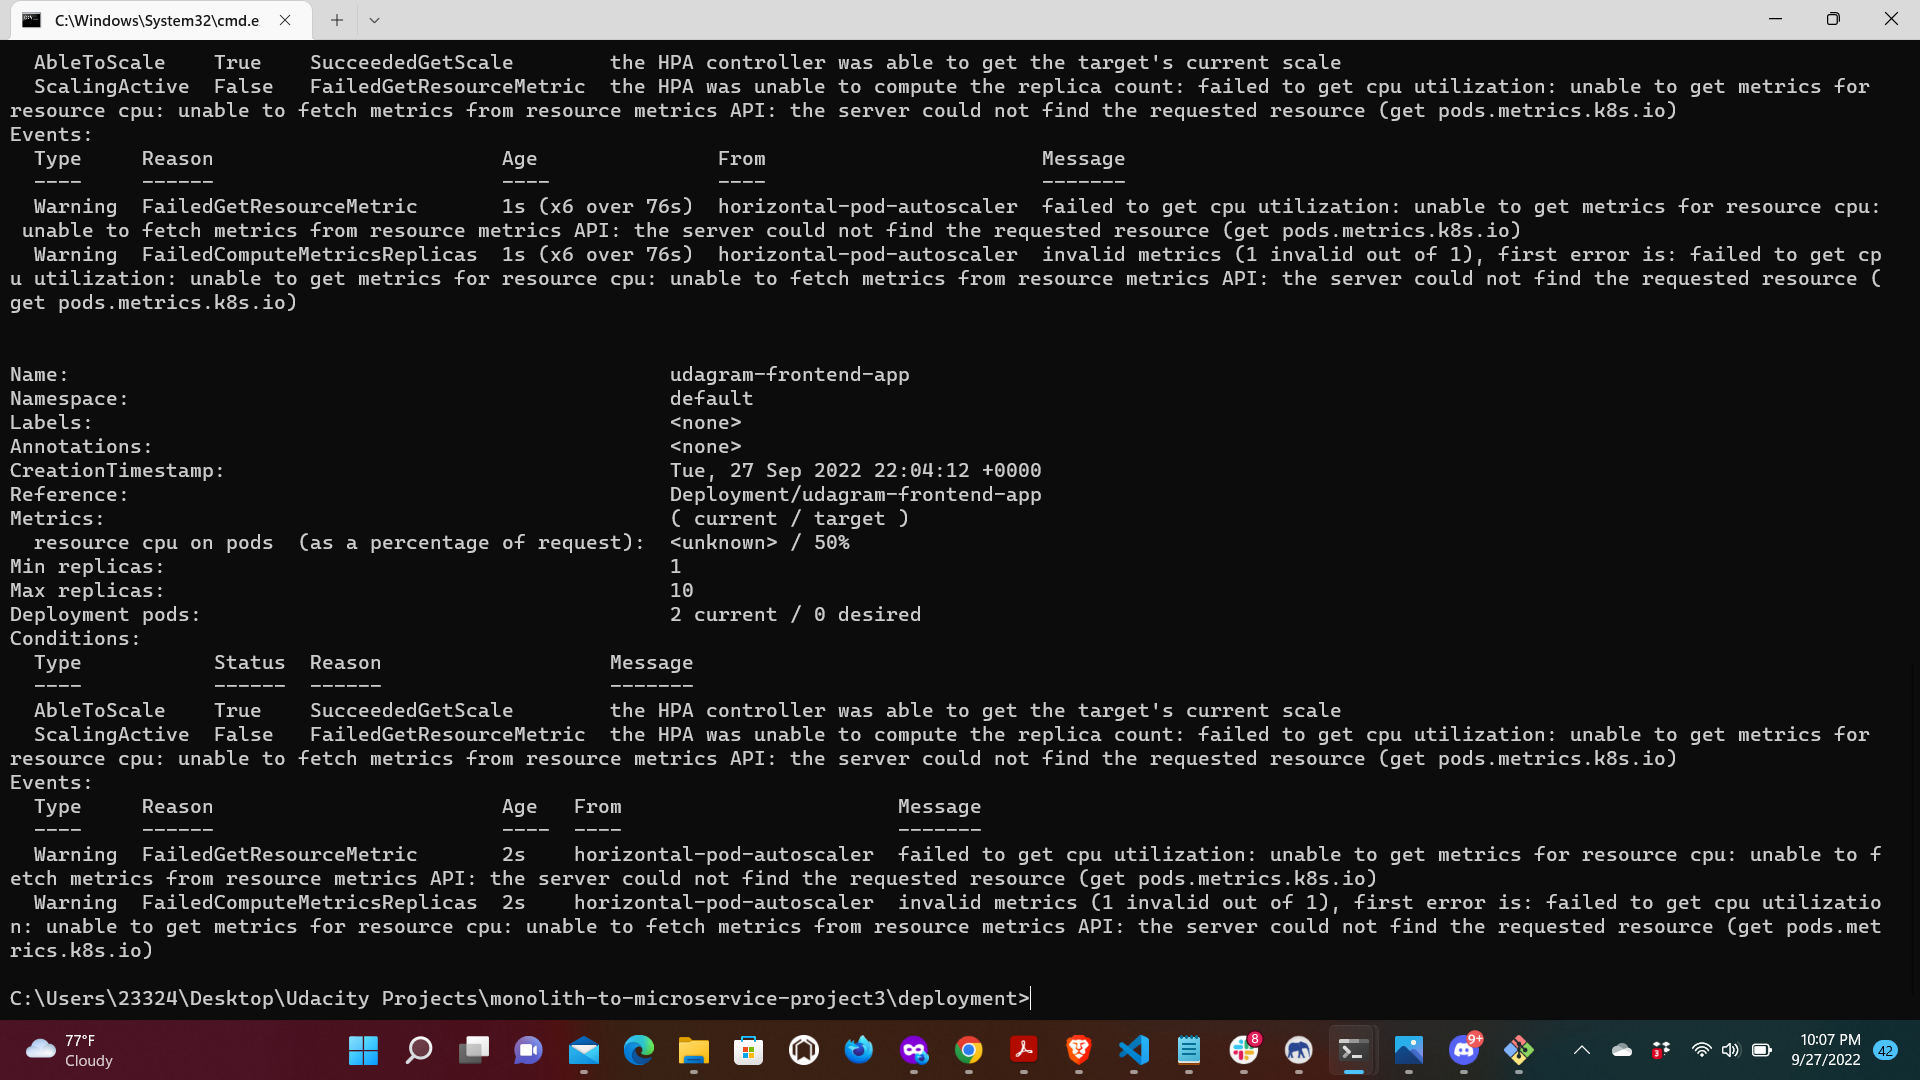 C:\Windows\System32\cmd.e
  AbleToScale    True    SucceededGetScale        the HPA controller was able to get the target's current scale
  ScalingActive  False   FailedGetResourceMetric  the HPA was unable to compute the replica count: failed to get cpu utilization: unable to get metrics for
resource cpu: unable to fetch metrics from resource metrics API: the server could not find the requested resource (get pods.metrics.k8s.io)
Events:
  Type     Reason                        Age               From                       Message
  ----     ------                        ----              ----                       -------
  Warning  FailedGetResourceMetric       1s (x6 over 76s)  horizontal-pod-autoscaler  failed to get cpu utilization: unable to get metrics for resource cpu:
 unable to fetch metrics from resource metrics API: the server could not find the requested resource (get pods.metrics.k8s.io)
  Warning  FailedComputeMetricsReplicas  1s (x6 over 76s)  horizontal-pod-autoscaler  invalid metrics (1 invalid out of 1), first error is: failed to get cp
u utilization: unable to get metrics for resource cpu: unable to fetch metrics from resource metrics API: the server could not find the requested resource (
get pods.metrics.k8s.io)
Name:                                                  udagram-frontend-app
Namespace:                                             default
Labels:                                                <none>
Annotations:                                           <none>
CreationTimestamp:                                     Tue, 27 Sep 2022 22:04:12 +0000
Reference:                                             Deployment/udagram-frontend-app
Metrics:                                               ( current / target )
  resource cpu on pods  (as a percentage of request):  <unknown> / 50%
Min replicas:                                          1
Max replicas:                                          10
Deployment pods:                                       2 current / 0 desired
Conditions:
  Type           Status  Reason                   Message
  ----           ------  ------                   -------
  AbleToScale    True    SucceededGetScale        the HPA controller was able to get the target's current scale
  ScalingActive  False   FailedGetResourceMetric  the HPA was unable to compute the replica count: failed to get cpu utilization: unable to get metrics for
resource cpu: unable to fetch metrics from resource metrics API: the server could not find the requested resource (get pods.metrics.k8s.io)
Events:
  Type     Reason                        Age   From                       Message
  ----     ------                        ----  ----                       -------
  Warning  FailedGetResourceMetric       2s    horizontal-pod-autoscaler  failed to get cpu utilization: unable to get metrics for resource cpu: unable to f
etch metrics from resource metrics API: the server could not find the requested resource (get pods.metrics.k8s.io)
  Warning  FailedComputeMetricsReplicas  2s    horizontal-pod-autoscaler  invalid metrics (1 invalid out of 1), first error is: failed to get cpu utilizatio
n: unable to get metrics for resource cpu: unable to fetch metrics from resource metrics API: the server could not find the requested resource (get pods.met
rics.k8s.io)
C:\Users\23324\Desktop\Udacity Projects\monolith-to-microservice-project3\deployment>
77°F
Cloudy
8
9+
3
10:07 PM
9/27/2022
42